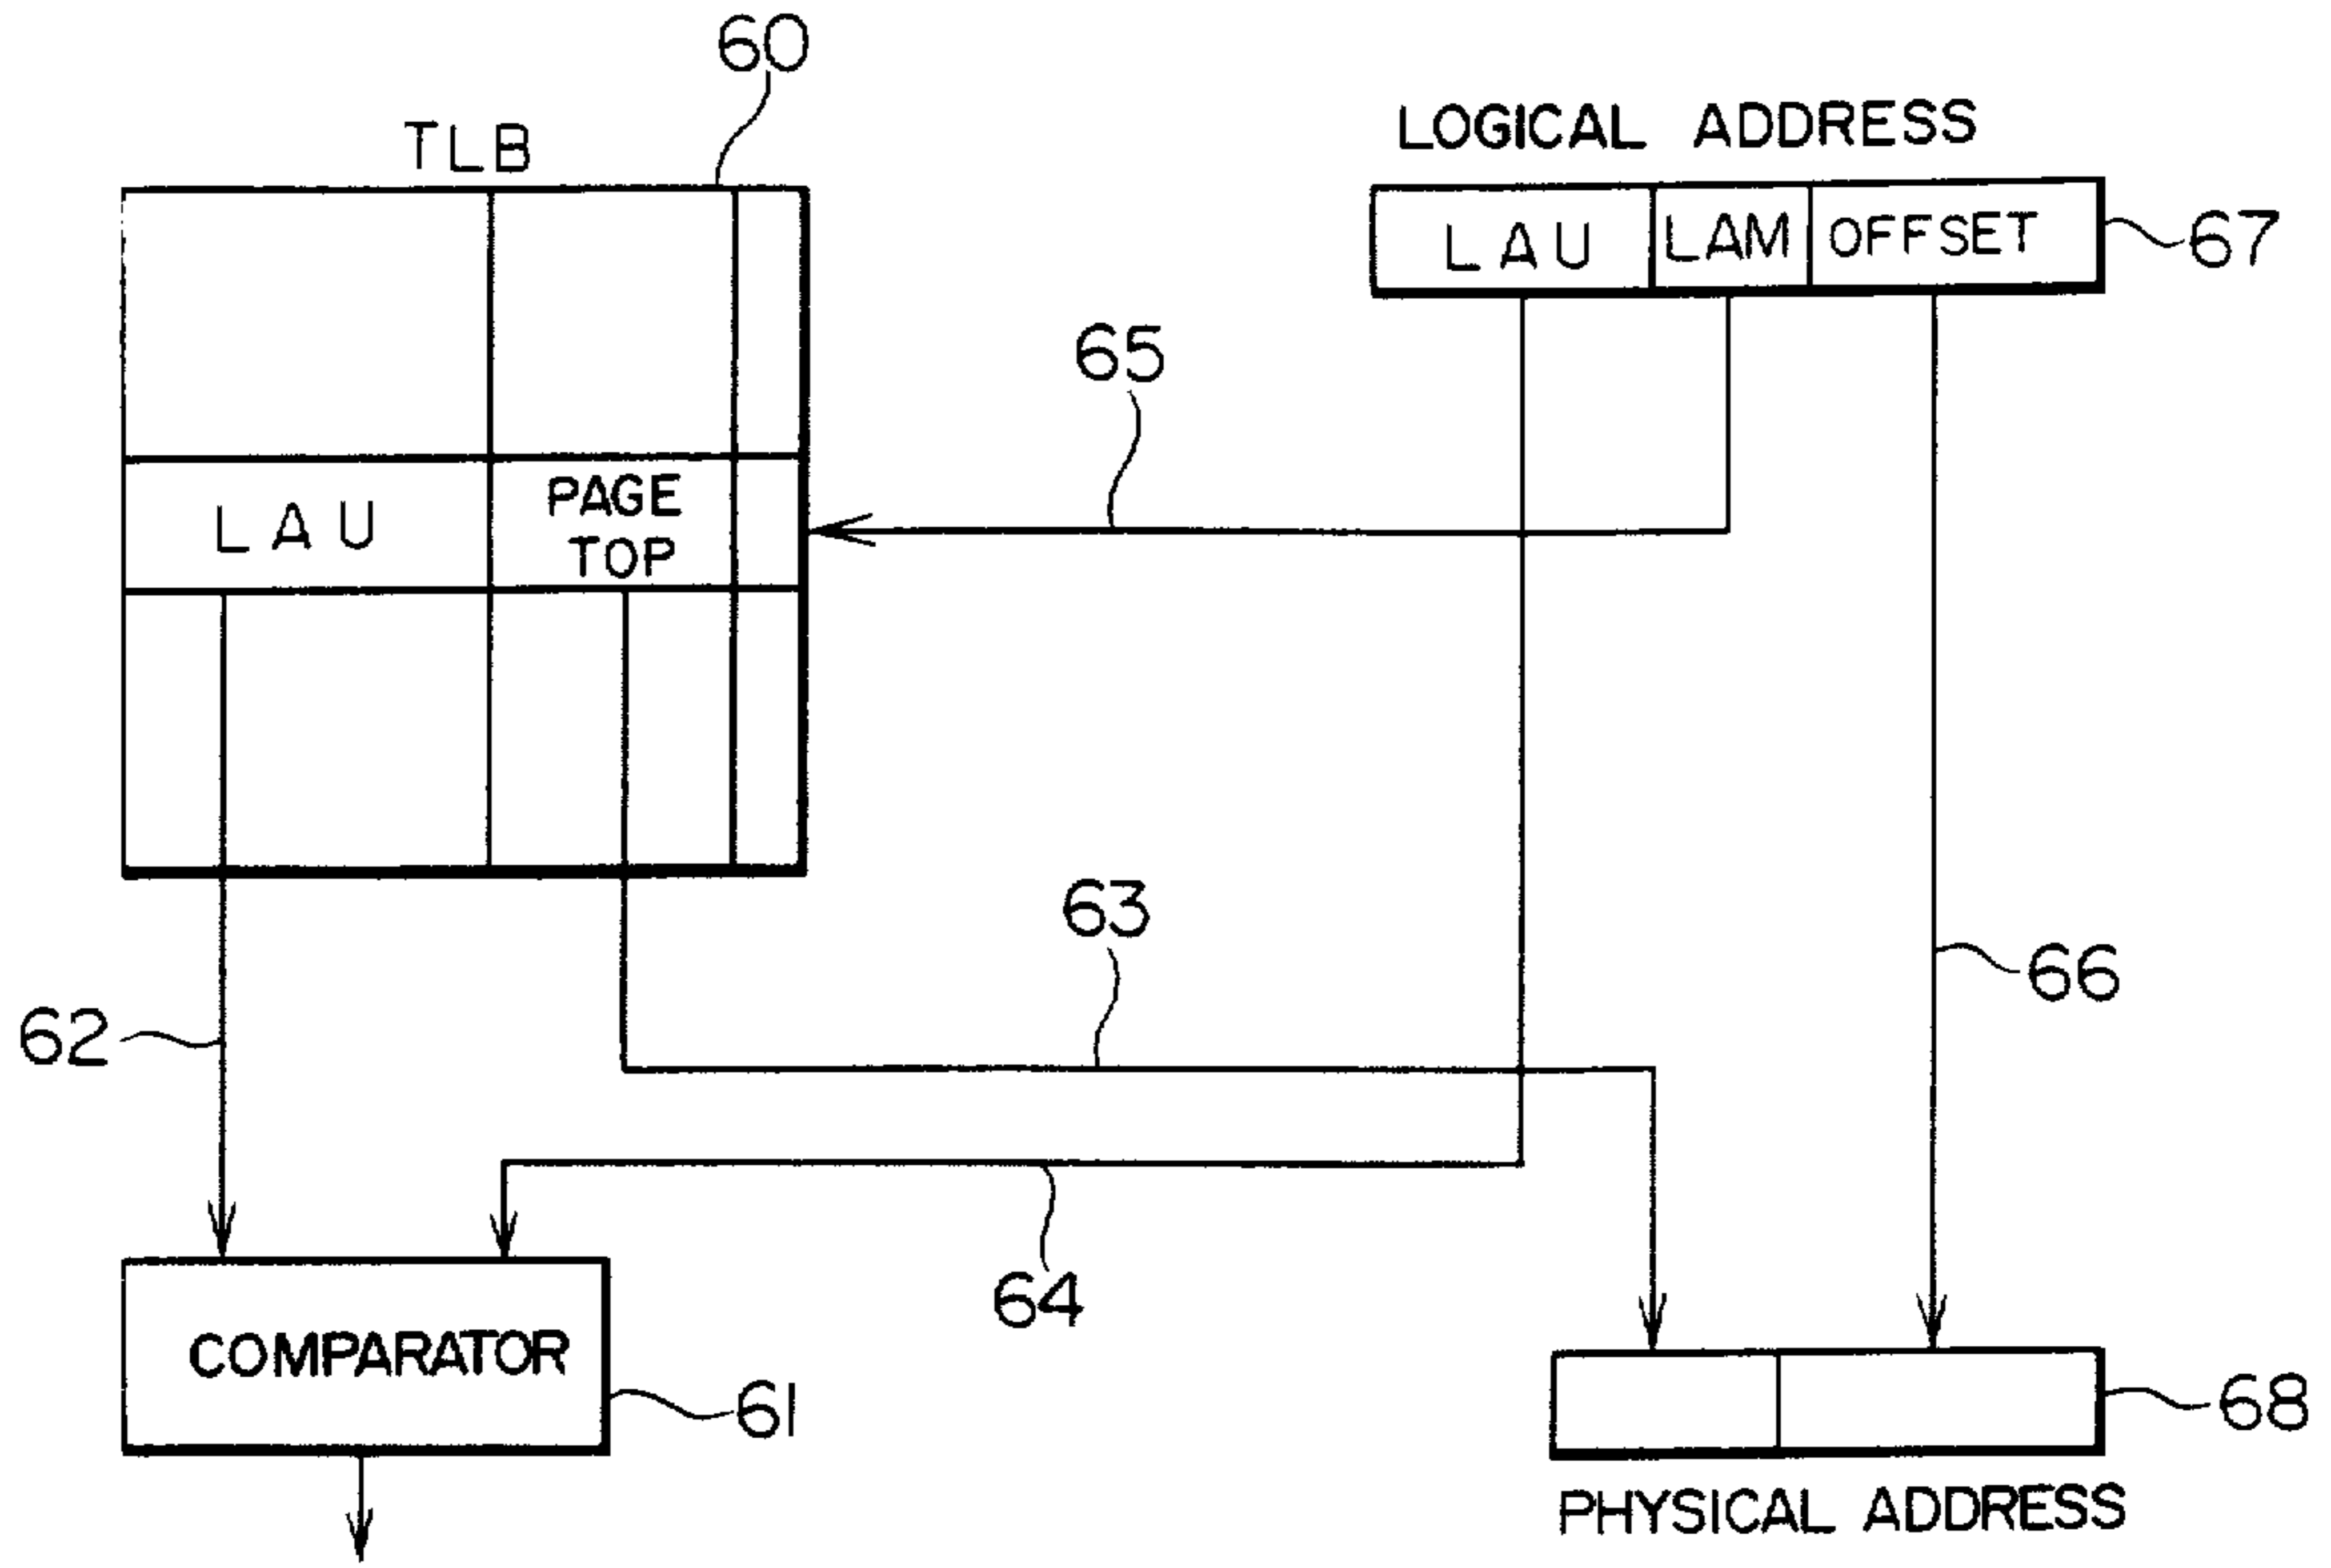 60
TLB
LOGICAL ADDRESS
LAU LAM OFFSET
67
65
LAU
PAGE
TOP
63
66
62
64
COMPARATOR
61
68
PHYSICAL ADDRESS